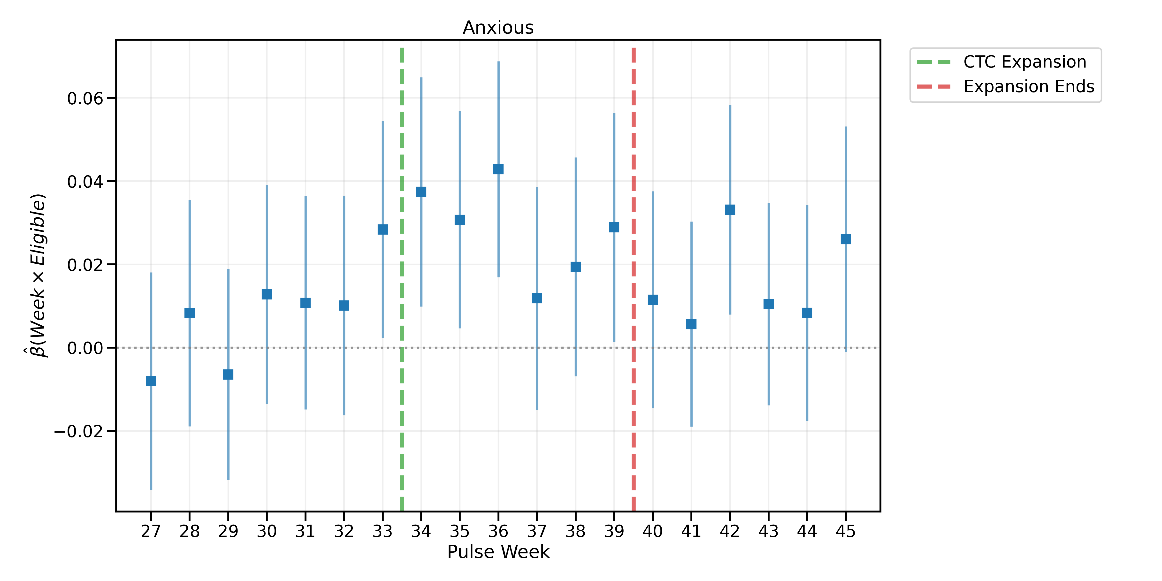 Anxious
CTC Expansion
Expansion Ends
0.06
0.04
0.02
0.00
−0.02
β̂(Week × Eligible)
27 28 29 30 31 32 33 34 35 36 37 38 39 40 41 42 43 44 45
Pulse Week